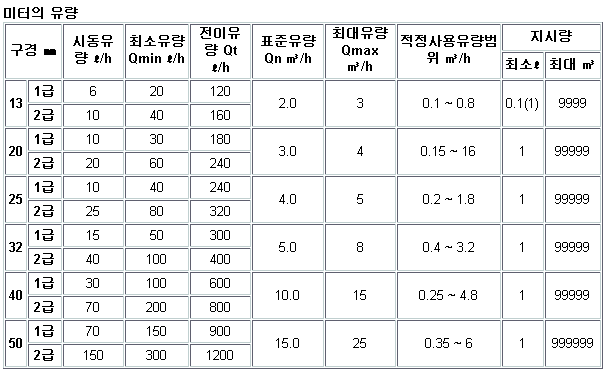 미터의 유량
구경 ㎜ 시동유량 ℓ/h 최소유량 Qmin ℓ/h 전이유량 Qt ℓ/h 표준유량 Qn ㎥/h 최대유량 Qmax ㎥/h 적정사용유량범위 ㎥/h 지시량
최소ℓ 최대 ㎥
13 1급 6 20 120 2.0 3 0.1 ~ 0.8 0.1(1) 9999
2급 10 40 160
20 1급 10 30 180 3.0 4 0.15 ~ 16 1 99999
2급 20 60 240
25 1급 10 40 240 4.0 5 0.2 ~ 1.8 1 99999
2급 25 80 320
32 1급 15 50 300 5.0 8 0.4 ~ 3.2 1 99999
2급 40 100 400
40 1급 30 100 600 10.0 15 0.25 ~ 4.8 1 99999
2급 70 200 800
50 1급 70 150 900 15.0 25 0.35 ~ 6 1 999999
2급 150 300 1200